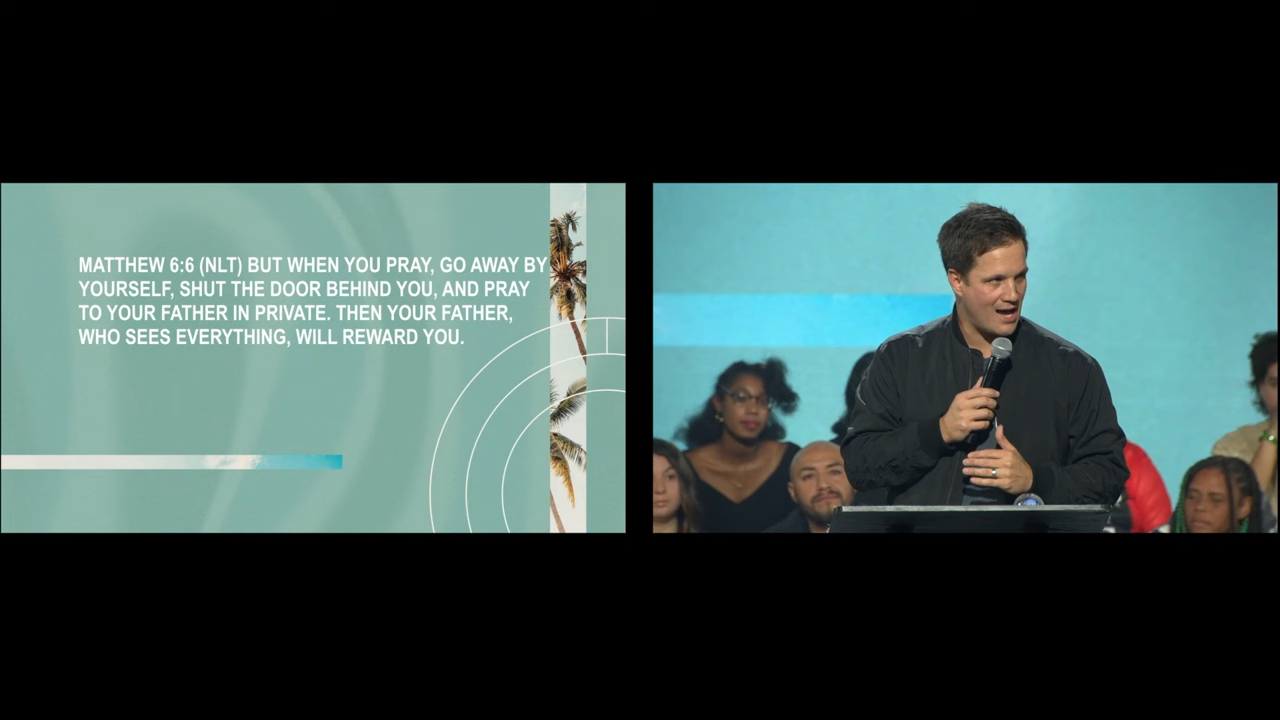 MATTHEW 6:6 (NLT) BUT WHEN YOU PRAY, GO AWAY BY
YOURSELF, SHUT THE DOOR BEHIND YOU, AND PRAY
TO YOUR FATHER IN PRIVATE. THEN YOUR FATHER,
WHO SEES EVERYTHING, WILL REWARD YOU.